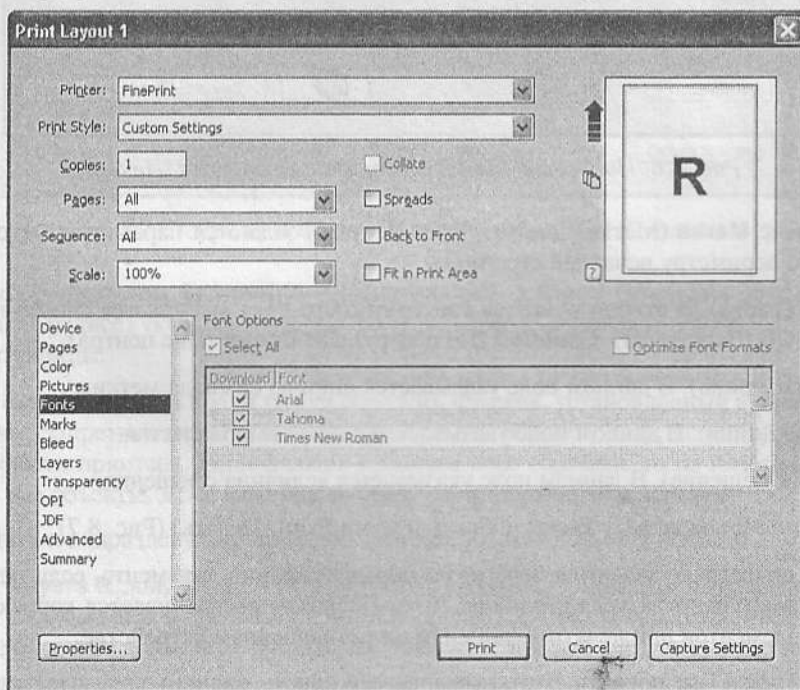 Print Layout 1
Printer: FinePrint
Print Style: Custom Settings
Copies: 1
Collate
Pages: All
Spreads
Sequence: All
Back to Front
Scale: 100%
Fit in Print Area
R
?
Device
Pages
Color
Pictures
Fonts
Marks
Bleed
Layers
Transparency
OPI
JDF
Advanced
Summary
Font Options
Select All
Optimize Font Formats
Download Font
Arial
Tahoma
Times New Roman
Properties...
Print
Cancel
Capture Settings